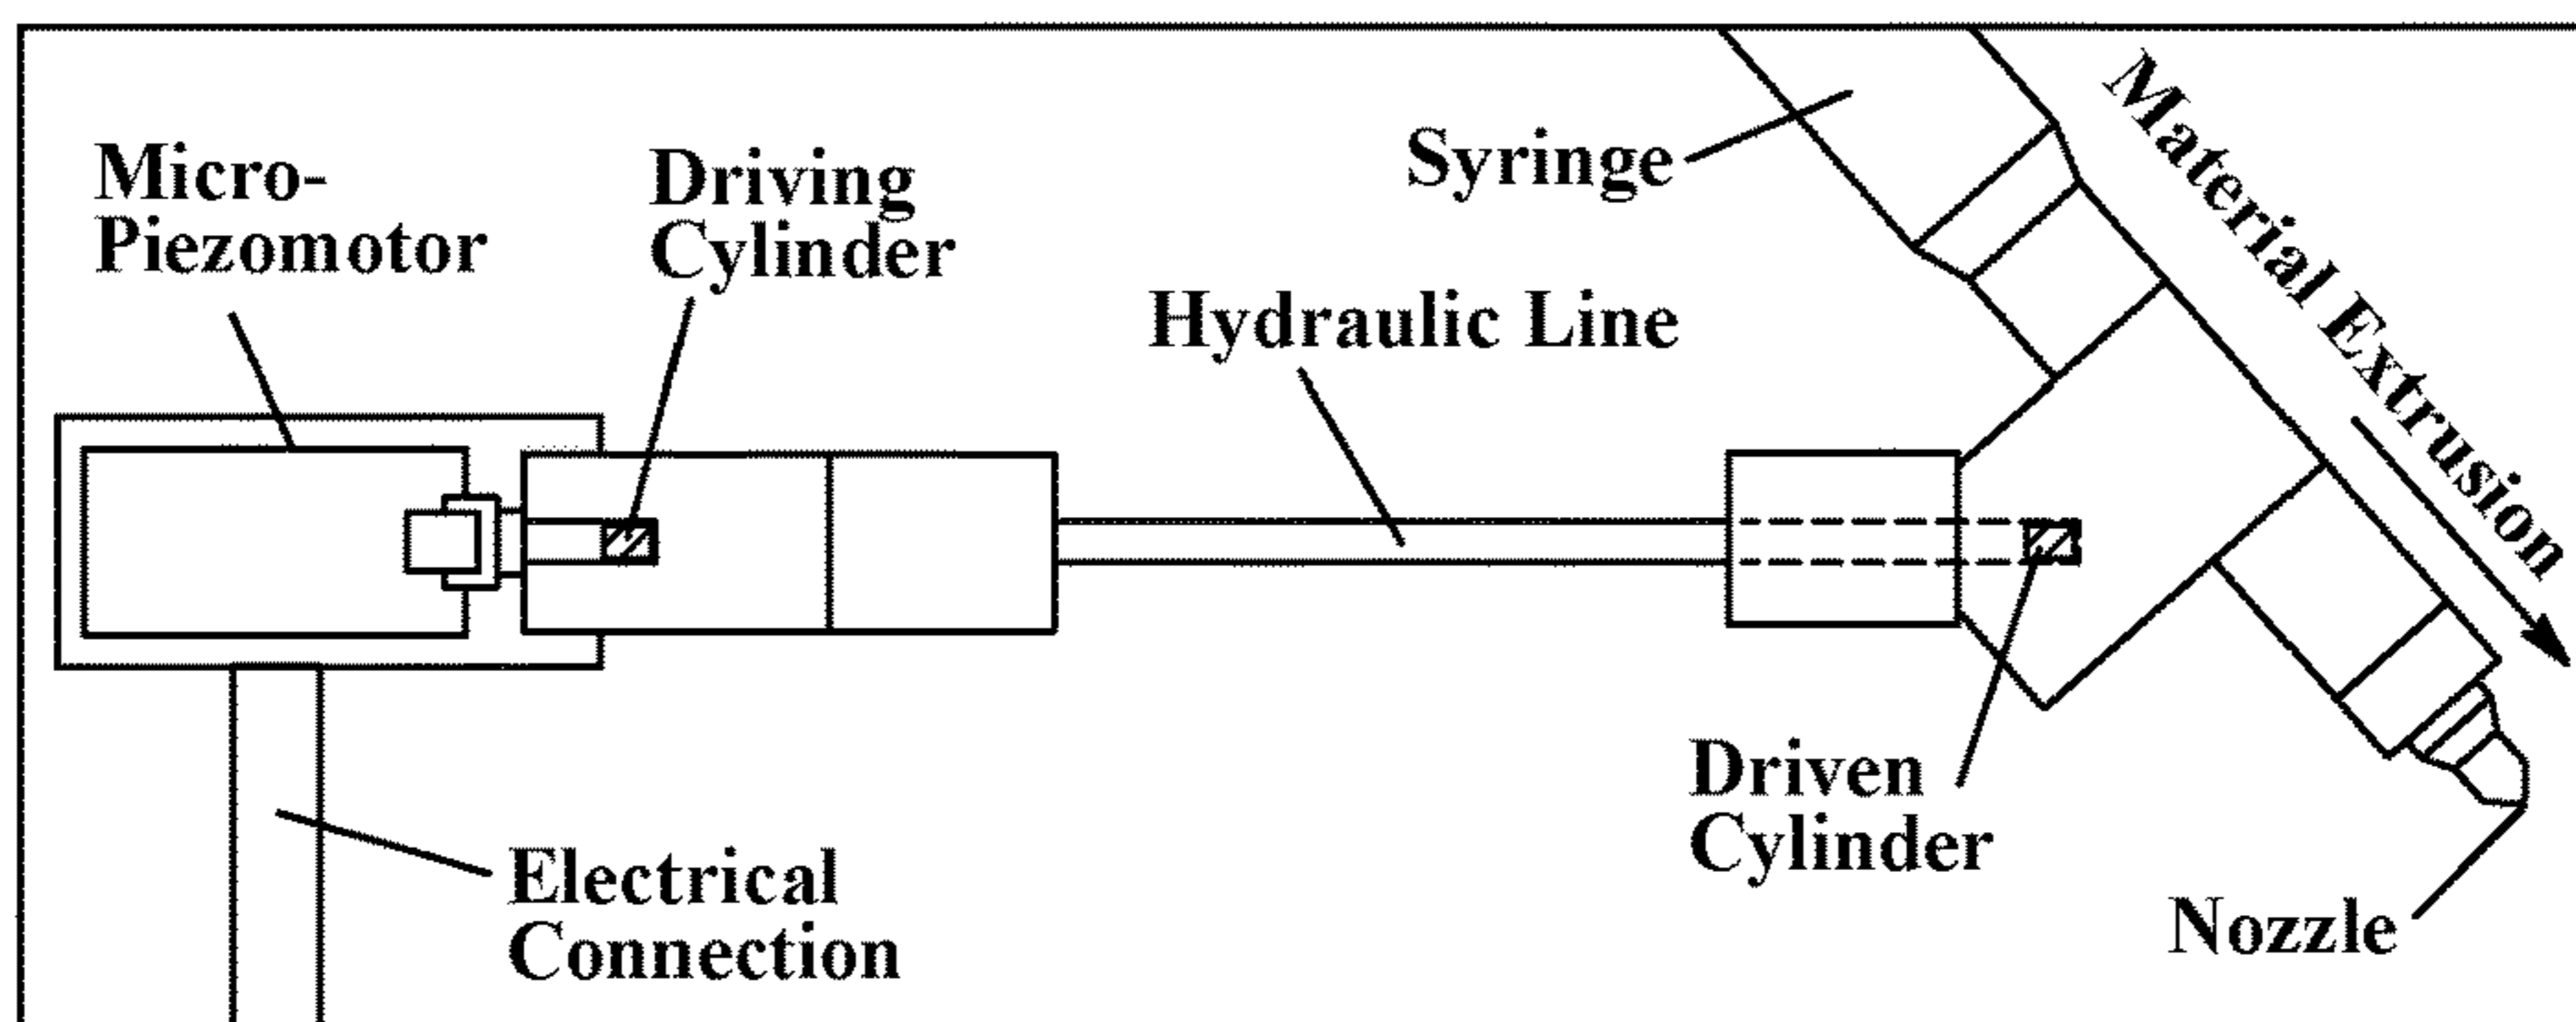 Micro-
Piezomotor
Driving
Cylinder
Syringe
Material Extrusion
Hydraulic Line
Driven
Cylinder
Electrical
Connection
Nozzle